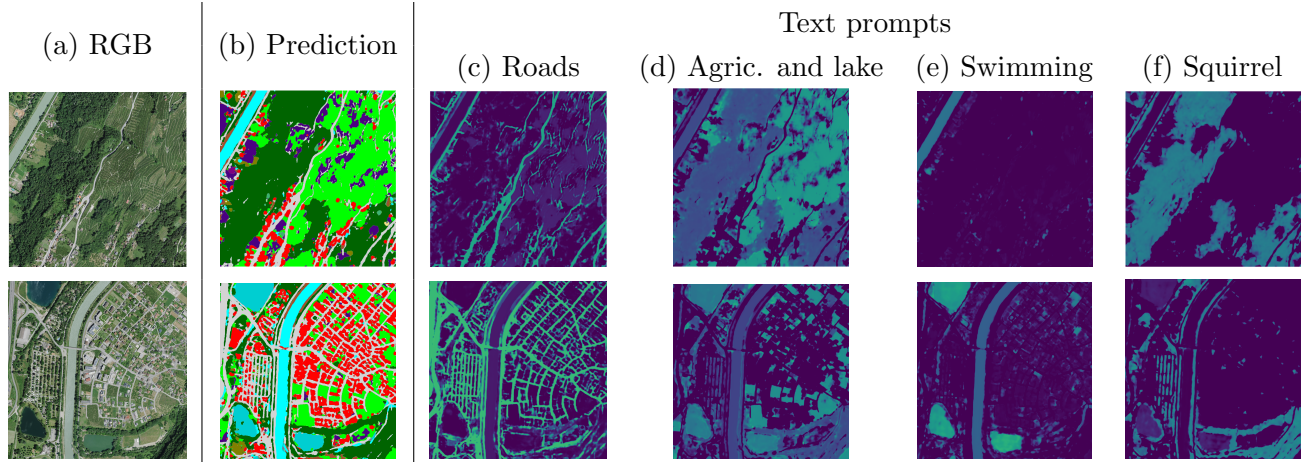 Text prompts
(a) RGB
(b) Prediction
(c) Roads
(d) Agric. and lake
(e) Swimming
(f) Squirrel